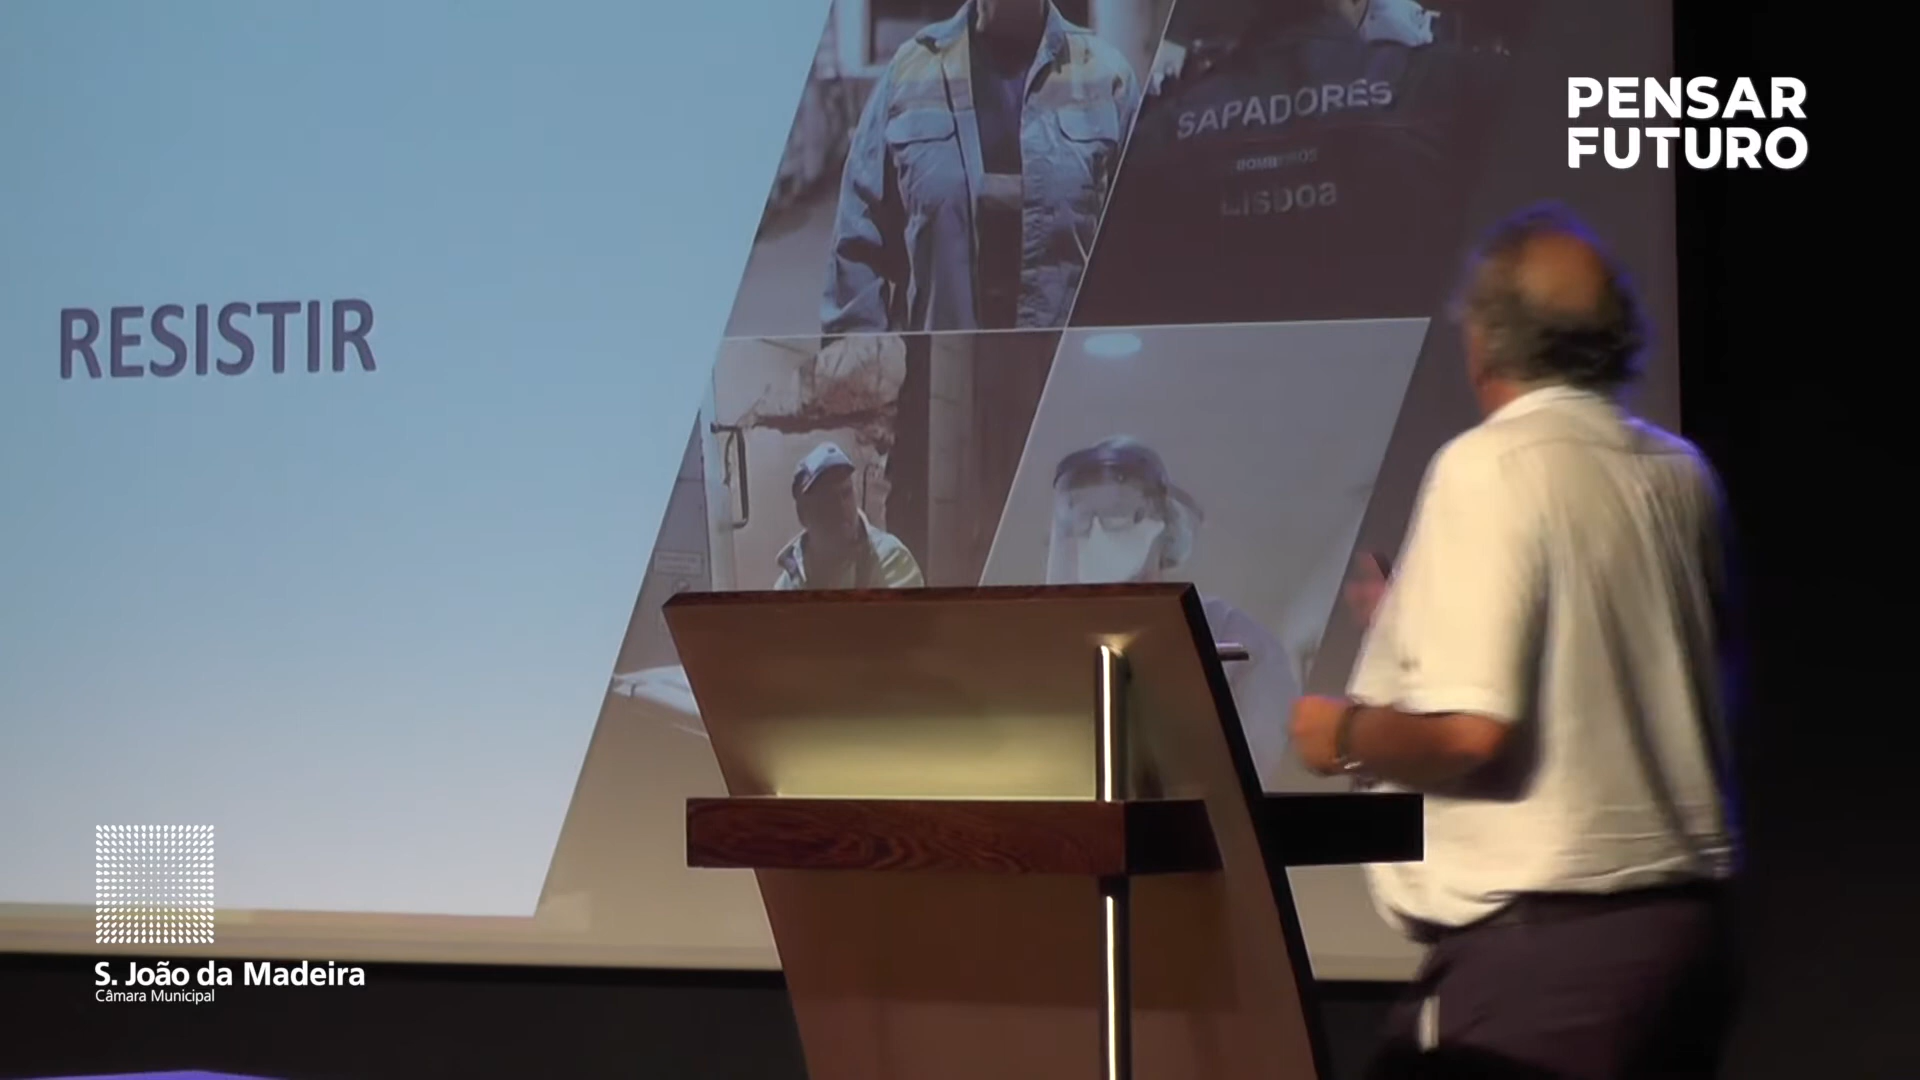 PENSAR
FUTURO
SAPADORES
BOMBEIROS
LISBOA
RESISTIR
S. João da Madeira
Câmara Municipal